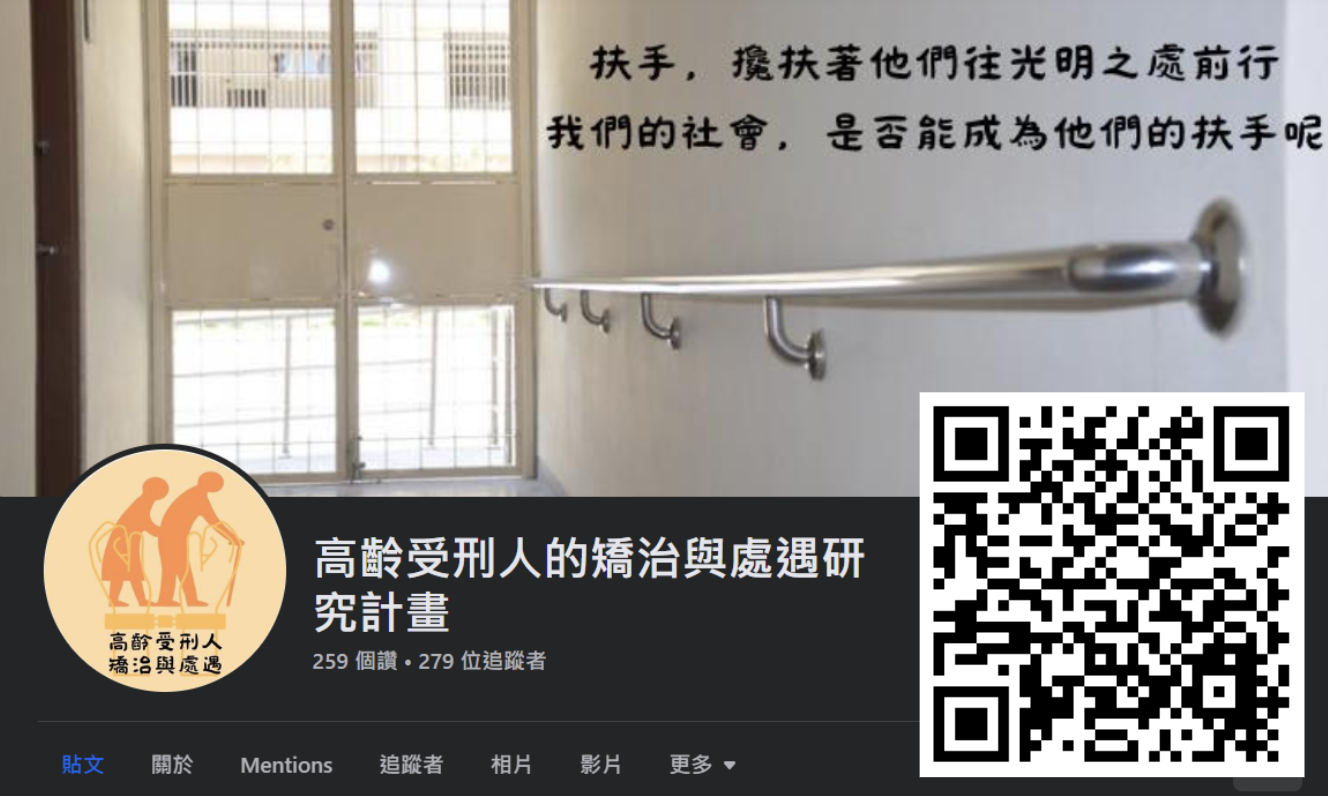 扶手，攙扶著他們往光明之處前行
我們的社會，是否能成為他們的扶手呢
高齡受刑人
矯治與處遇
高齡受刑人的矯治與處遇研
究計畫
259 個讚 • 279 位追蹤者
貼文 關於 Mentions 追蹤者 相片 影片 更多